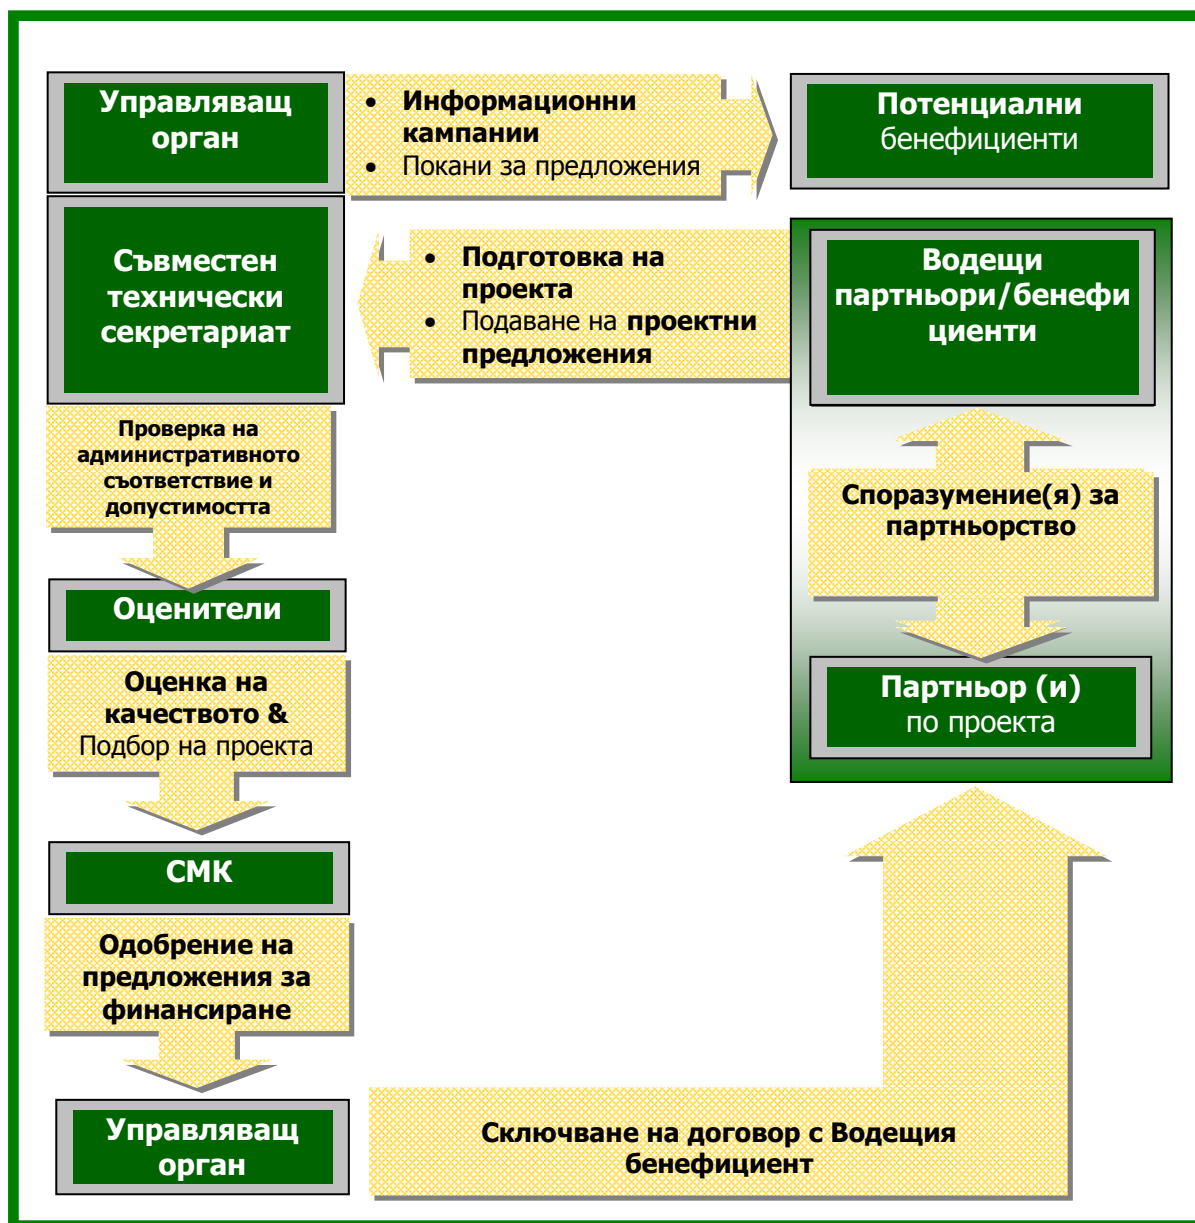 Управляващ
орган
• Информационни
кампании
• Покани за предложения
Потенциални
бенефициенти
Съвместен
технически
секретариат
• Подготовка на
проекта
• Подаване на проектни
предложения
Водещи
партньори/бенефи
циенти
Проверка на
административното
съответствие и
допустимостта
Споразумение(я) за
партньорство
Оценители
Оценка на
качеството &
Подбор на проекта
Партньор (и)
по проекта
СМК
Одобрение на
предложения за
финансиране
Управляващ
орган
Сключване на договор с Водещия
бенефициент